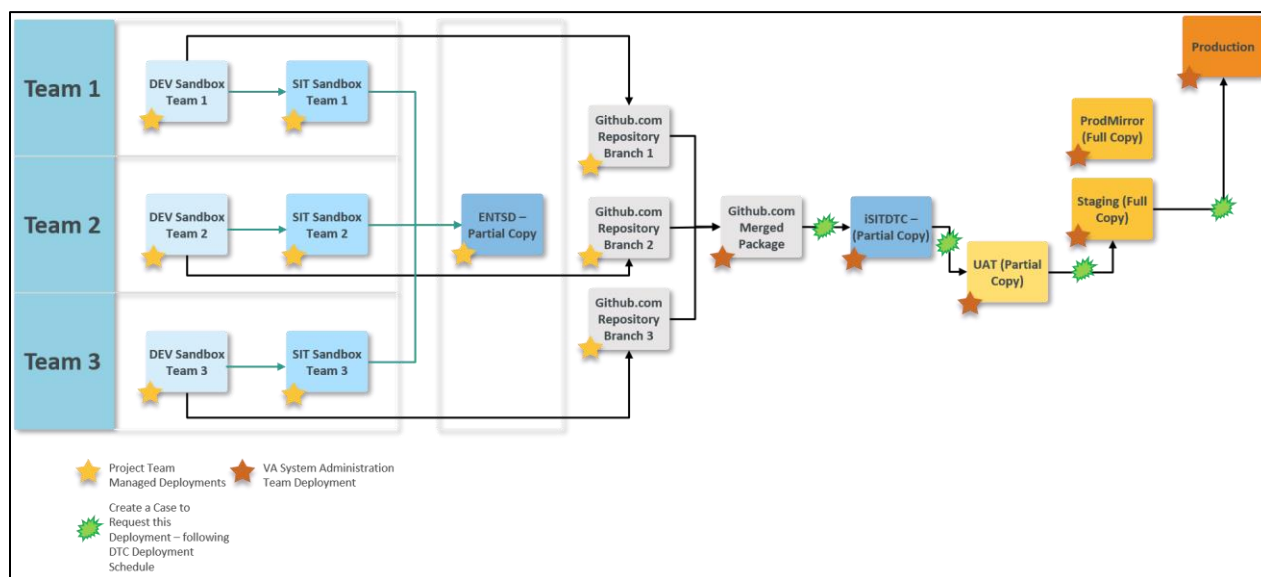 Team 1
DEV Sandbox
Team 1
SIT Sandbox
Team 1
Github.com
Repository
Branch 1
Production
ProdMirror
(Full Copy)
Team 2
DEV Sandbox
Team 2
SIT Sandbox
Team 2
ENTSD –
Partial Copy
Github.com
Repository
Branch 2
Github.com
Merged
Package
iSITDTC –
(Partial Copy)
UAT (Partial
Copy)
Staging (Full
Copy)
Team 3
DEV Sandbox
Team 3
SIT Sandbox
Team 3
Github.com
Repository
Branch 3
Project Team
Managed Deployments
VA System Administration
Team Deployment
Create a Case to
Request this
Deployment – following
DTC Deployment
Schedule